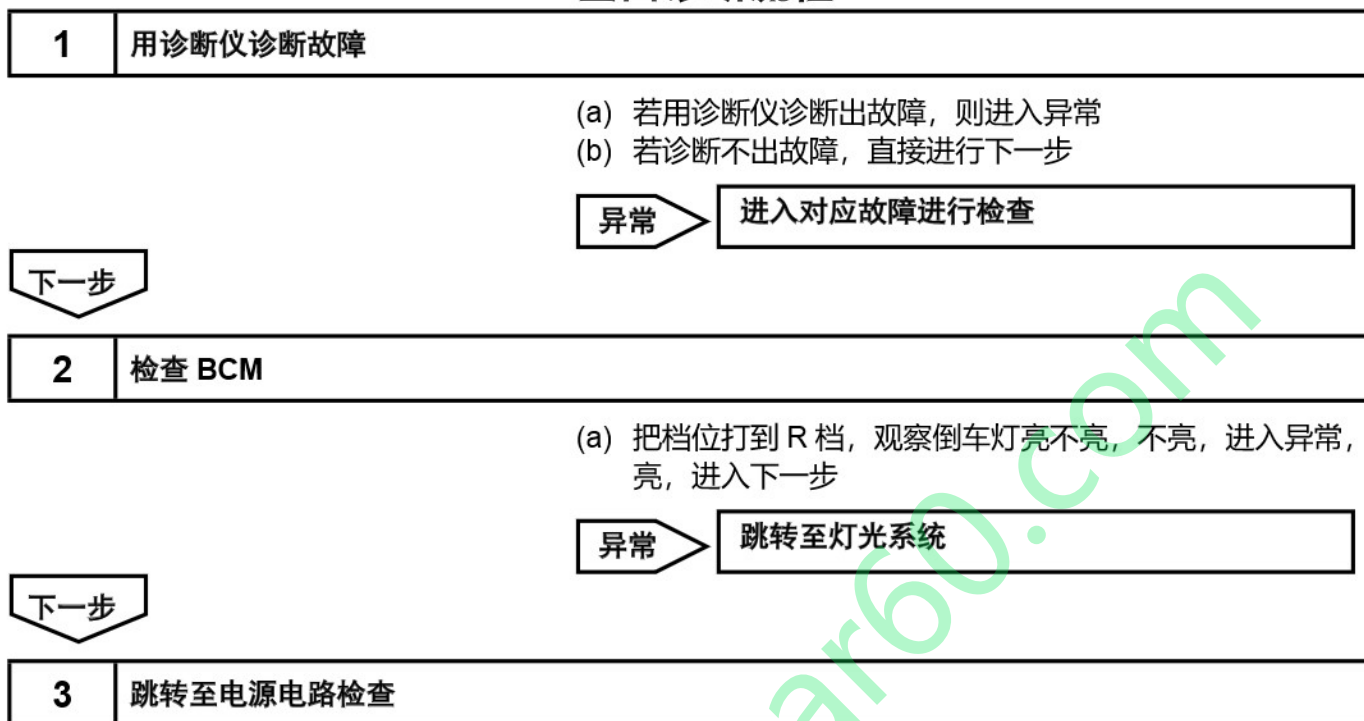 1 用诊断仪诊断故障
(a) 若用诊断仪诊断出故障，则进入异常
(b) 若诊断不出故障，直接进行下一步
异常 进入对应故障进行检查
下一步
2 检查 BCM
(a) 把档位打到 R 档，观察倒车灯亮不亮，不亮，进入异常，
亮，进入下一步
异常 跳转至灯光系统
下一步
3 跳转至电源电路检查
ar60.com